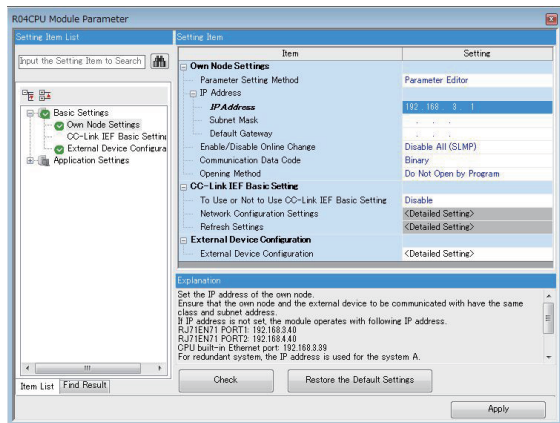 R04CPU Module Parameter
Setting Item List
Input the Setting Item to Search
Basic Settings
Own Node Settings
CC-Link IEF Basic Setting
External Device Configura
Application Settings
Item List
Find Result
Setting Item
Item Setting
Own Node Settings
Parameter Setting Method Parameter Editor
IP Address
IP Address 192 . 168 . 3 . 1
Subnet Mask . . .
Default Gateway . . .
Enable/Disable Online Change Disable All (SLMP)
Communication Data Code Binary
Opening Method Do Not Open by Program
CC-Link IEF Basic Setting
To Use or Not to Use CC-Link IEF Basic Setting Disable
Network Configuration Settings <Detailed Setting>
Refresh Settings <Detailed Setting>
External Device Configuration
External Device Configuration <Detailed Setting>
Explanation
Set the IP address of the own node.
Ensure that the own node and the external device to be communicated with have the same
class and subnet address.
If IP address is not set, the module operates with following IP address.
RJ71EN71 PORT1: 192.168.3.40
RJ71EN71 PORT2: 192.168.4.40
CPU built-in Ethernet port: 192.168.3.39
For redundant system, the IP address is used for the system A.
Check
Restore the Default Settings
Apply